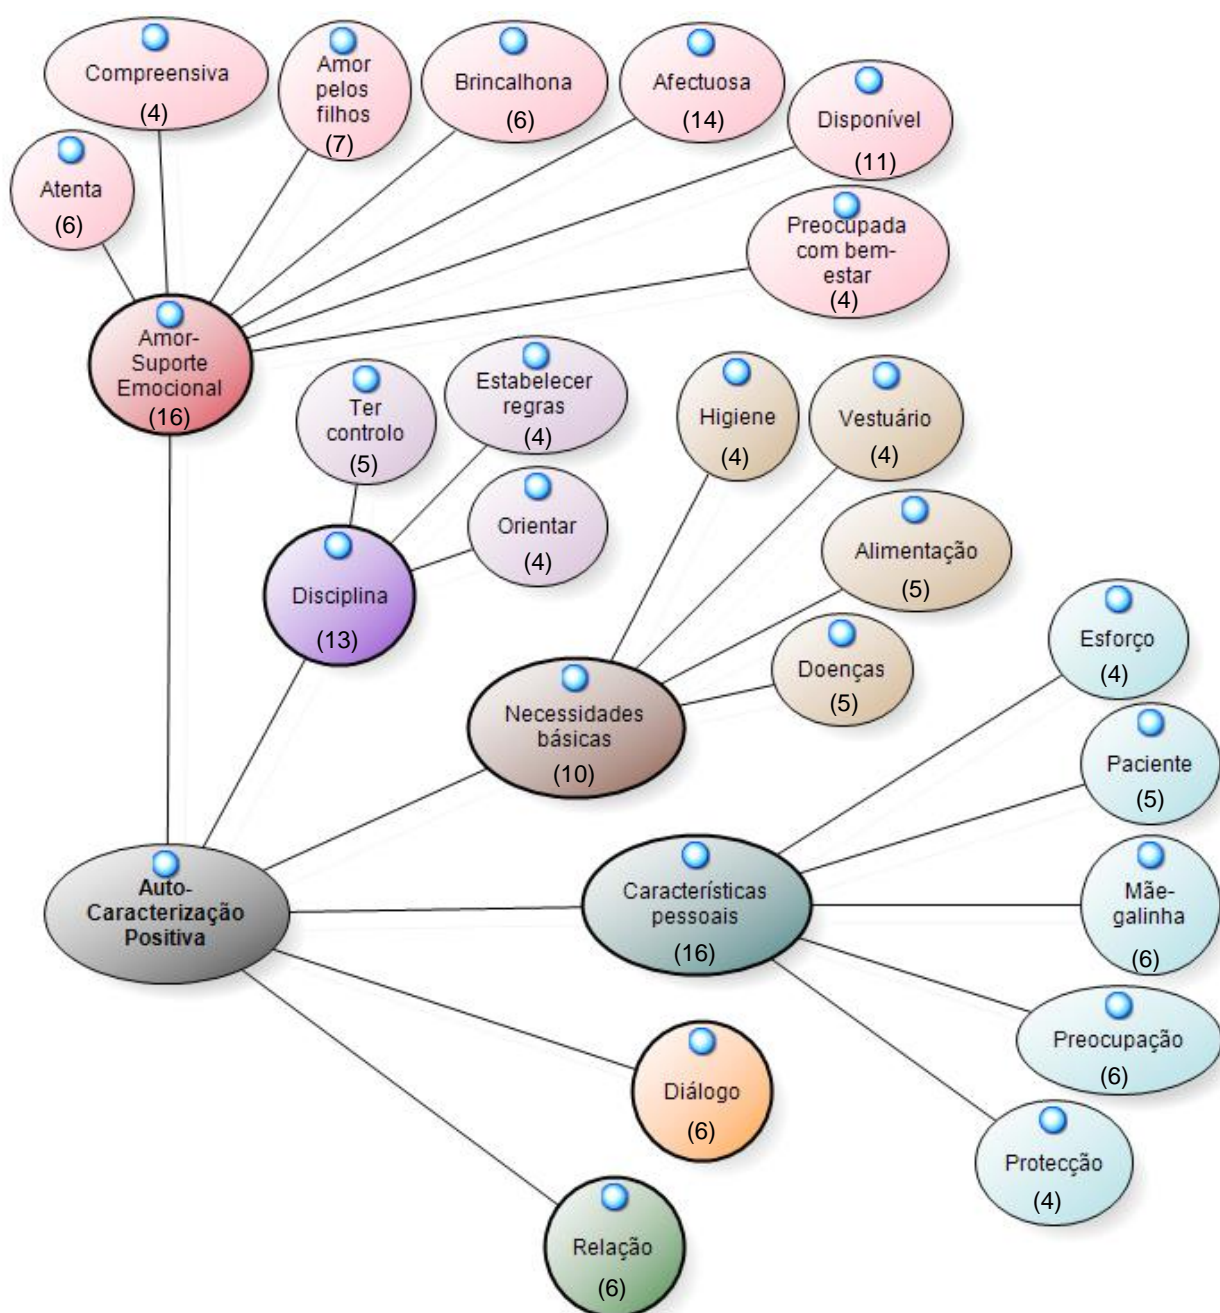 Compreensiva
(4)
Amor
pelos
filhos
(7)
Brincalhona
(6)
Afectuosa
(14)
Disponível
(11)
Atenta
(6)
Preocupada
com bem-
estar
(4)
Amor-
Suporte
Emocional
(16)
Ter
controlo
(5)
Estabelecer
regras
(4)
Orientar
(4)
Disciplina
(13)
Higiene
(4)
Vestuário
(4)
Alimentação
(5)
Doenças
(5)
Necessidades
básicas
(10)
Esforço
(4)
Paciente
(5)
Mãe-
galinha
(6)
Preocupação
(6)
Protecção
(4)
Características
pessoais
(16)
Auto-
Caracterização
Positiva
Diálogo
(6)
Relação
(6)